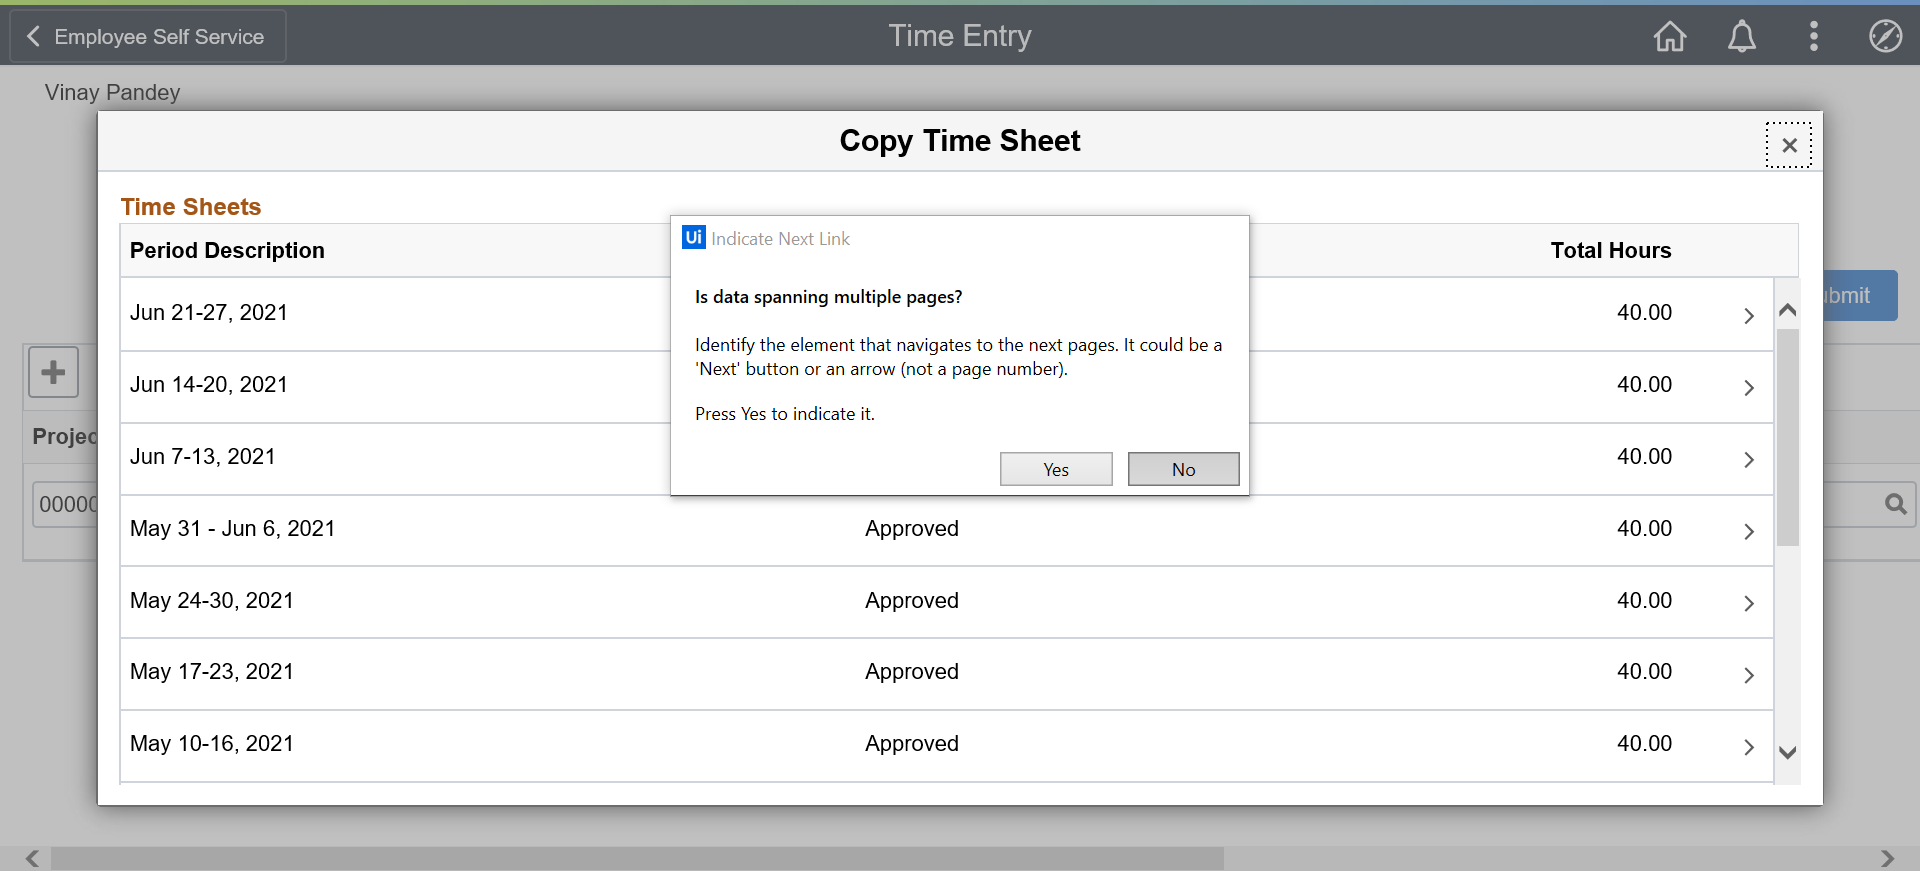 Employee Self Service
Time Entry
Vinay Pandey
Copy Time Sheet
Time Sheets
Period Description
Total Hours
Ui Indicate Next Link
Is data spanning multiple pages?
Identify the element that navigates to the next pages. It could be a
'Next' button or an arrow (not a page number).
Press Yes to indicate it.
Yes
No
Jun 21-27, 2021
40.00
bmit
Jun 14-20, 2021
40.00
Projec
Jun 7-13, 2021
40.00
0000
May 31 - Jun 6, 2021
Approved
40.00
May 24-30, 2021
Approved
40.00
May 17-23, 2021
Approved
40.00
May 10-16, 2021
Approved
40.00